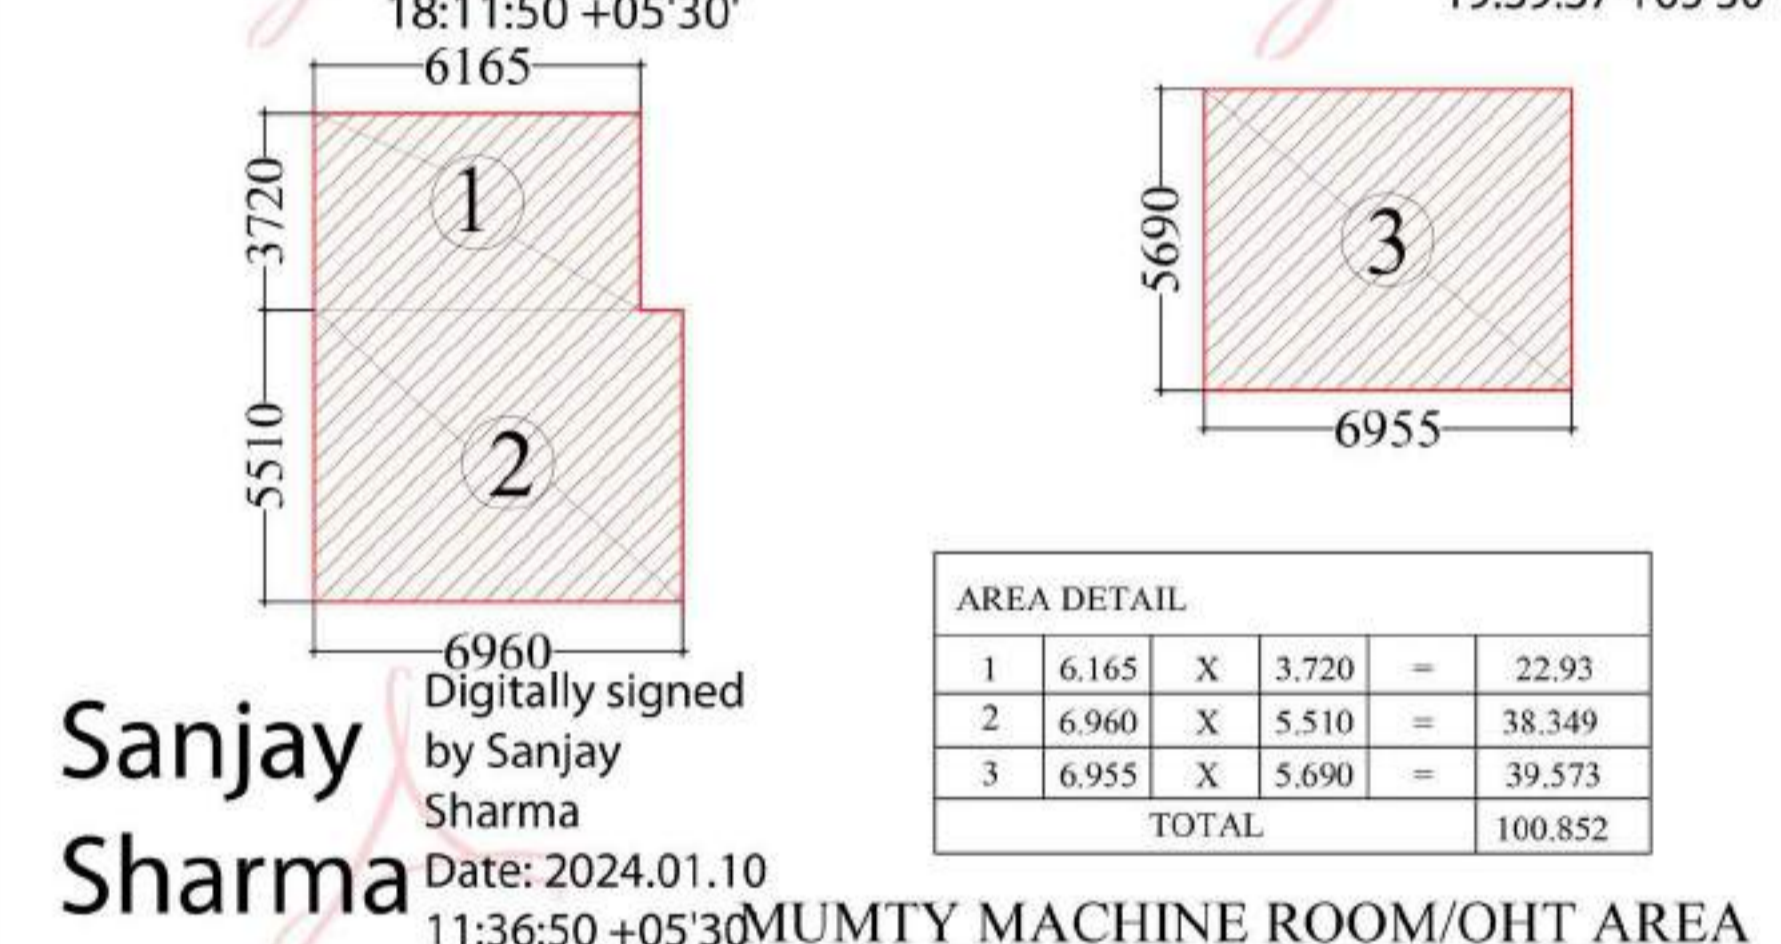 18:11:50 +05'30'
6165
3720
1
5510
2
6960
5690
3
6955
AREA DETAIL
1 6.165 X 3.720 = 22.93
2 6.960 X 5.510 = 38.349
3 6.955 X 5.690 = 39.573
TOTAL 100.852
Sanjay
Sharma
Digitally signed
by Sanjay
Sharma
Date: 2024.01.10
11:36:50 +05'30
MUMTY MACHINE ROOM/OHT AREA